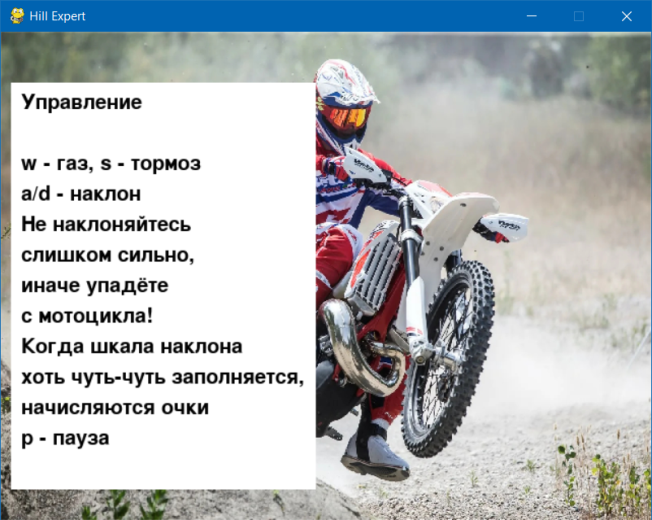 Hill Expert
Управление
w - газ, s - тормоз
a/d - наклон
Не наклоняйтесь
слишком сильно,
иначе упадёте
с мотоцикла!
Когда шкала наклона
хоть чуть-чуть заполняется,
начисляются очки
p - пауза